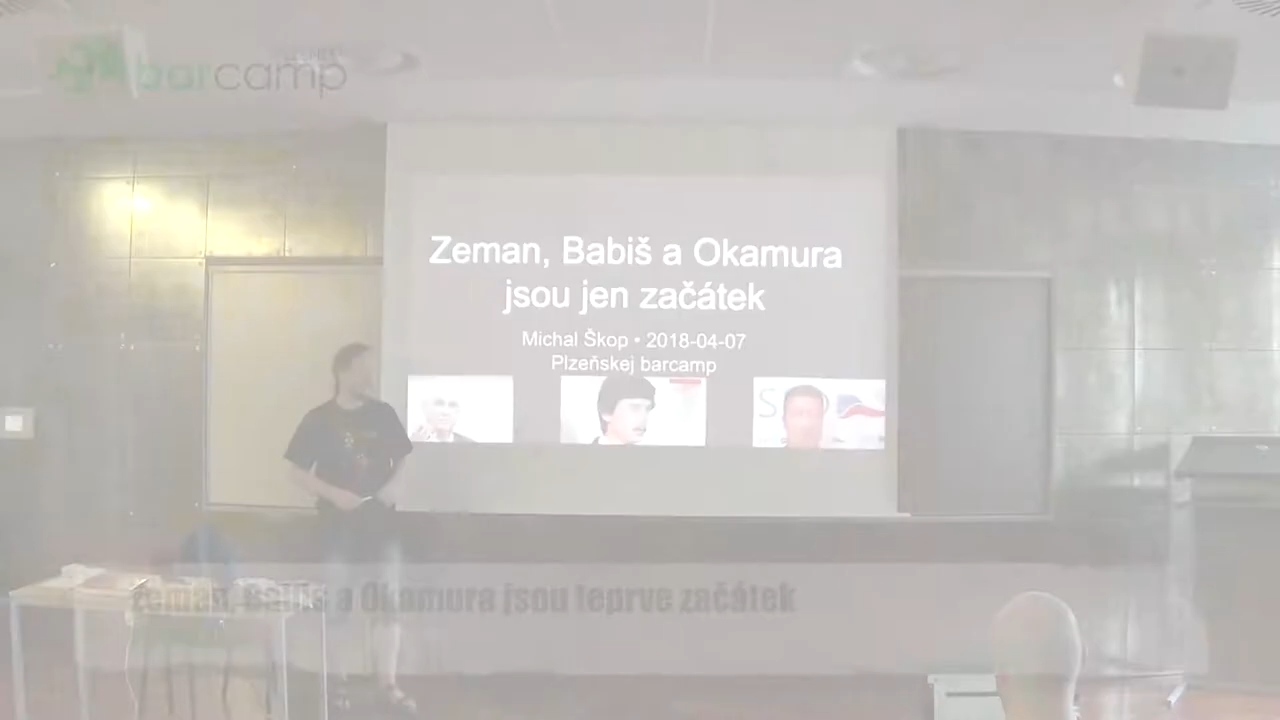 barcamp
Zeman, Babiš a Okamura
jsou jen začátek
Michal Škop • 2018-04-07
Plzeňskej barcamp
Zeman, Babiš a Okamura jsou teprve začátek